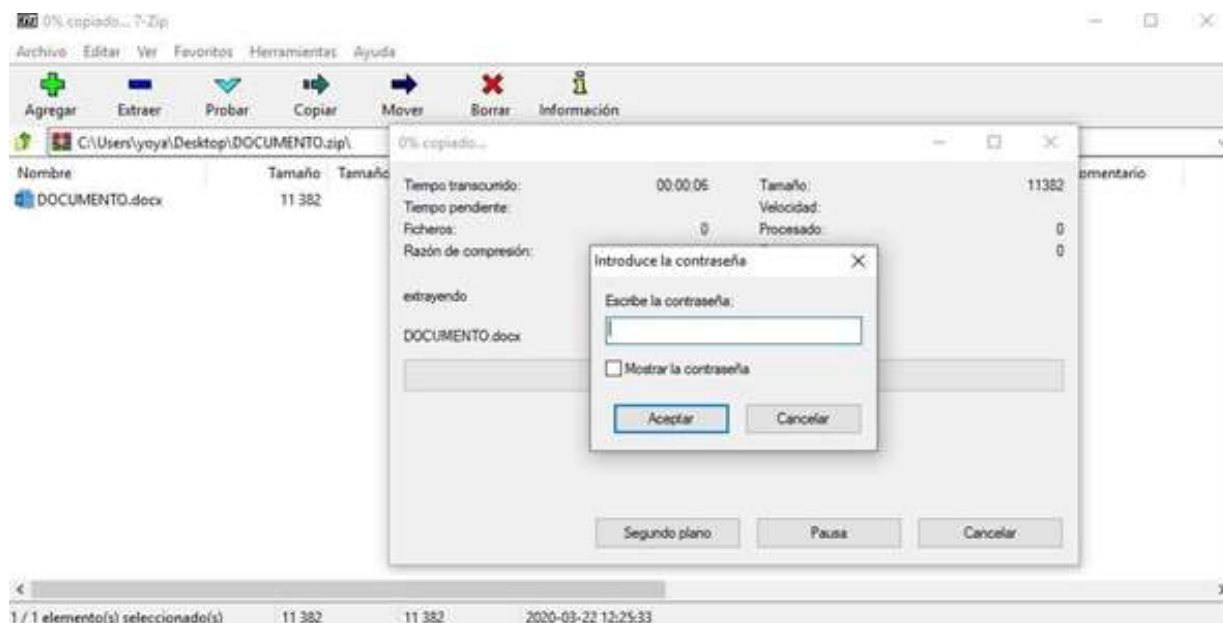 0% copiado... 7-Zip
Archivo Editar Ver Favoritos Herramientas Ayuda
Agregar Extraer Probar Copiar Mover Borrar Información
C:\Users\yoya\Desktop\DOCUMENTO.zip\
Nombre Tamaño Tamaño omentario
DOCUMENTO.docx 11 382
0% copiado...
Tiempo transcurrido: 00:00:06 Tamaño: 11382
Tiempo pendiente: Velocidad:
Ficheros: 0 Procesado: 0
Razón de compresión: 0
extrayendo
DOCUMENTO.docx
Introduce la contraseña
Escribe la contraseña:
Mostrar la contraseña
Aceptar Cancelar
Segundo plano Pausa Cancelar
1 / 1 elemento(s) seleccionado(s) 11 382 11 382 2020-03-22 12:25:33